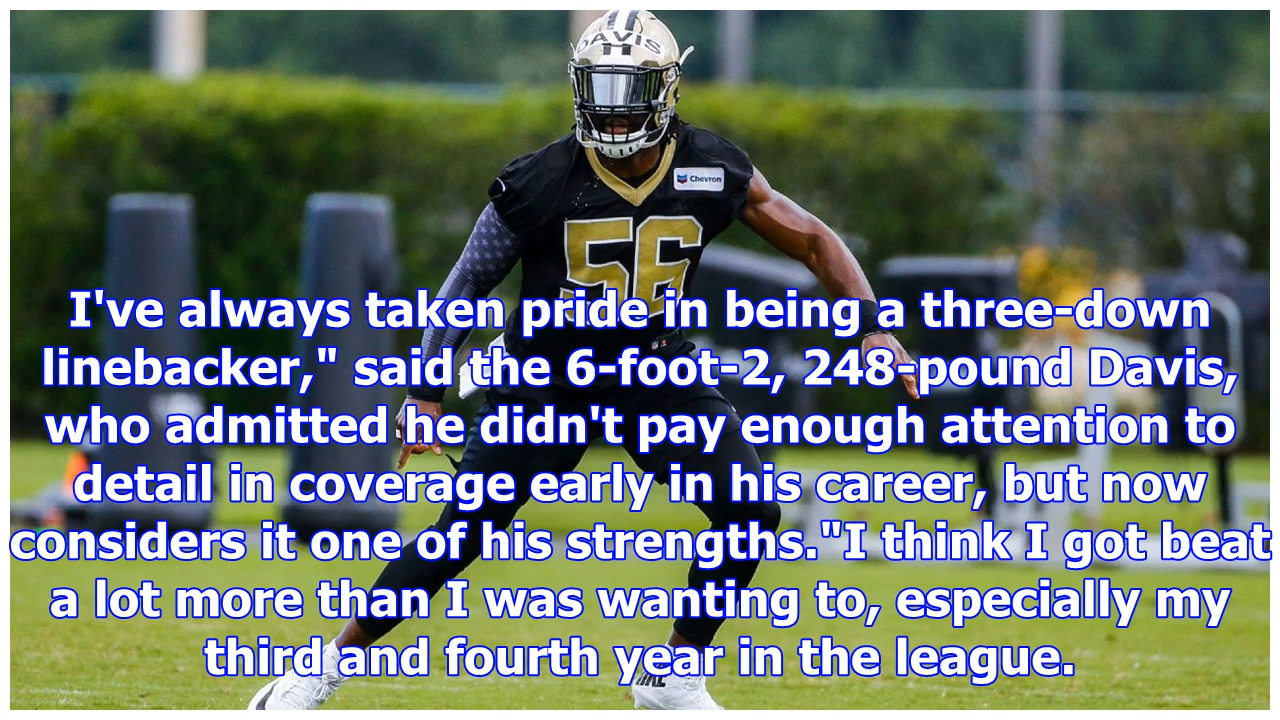 DAVIS
Chevron
56
I've always taken pride in being a three-down
linebacker," said the 6-foot-2, 248-pound Davis,
who admitted he didn't pay enough attention to
detail in coverage early in his career, but now
considers it one of his strengths."I think I got beat
a lot more than I was wanting to, especially my
third and fourth year in the league.